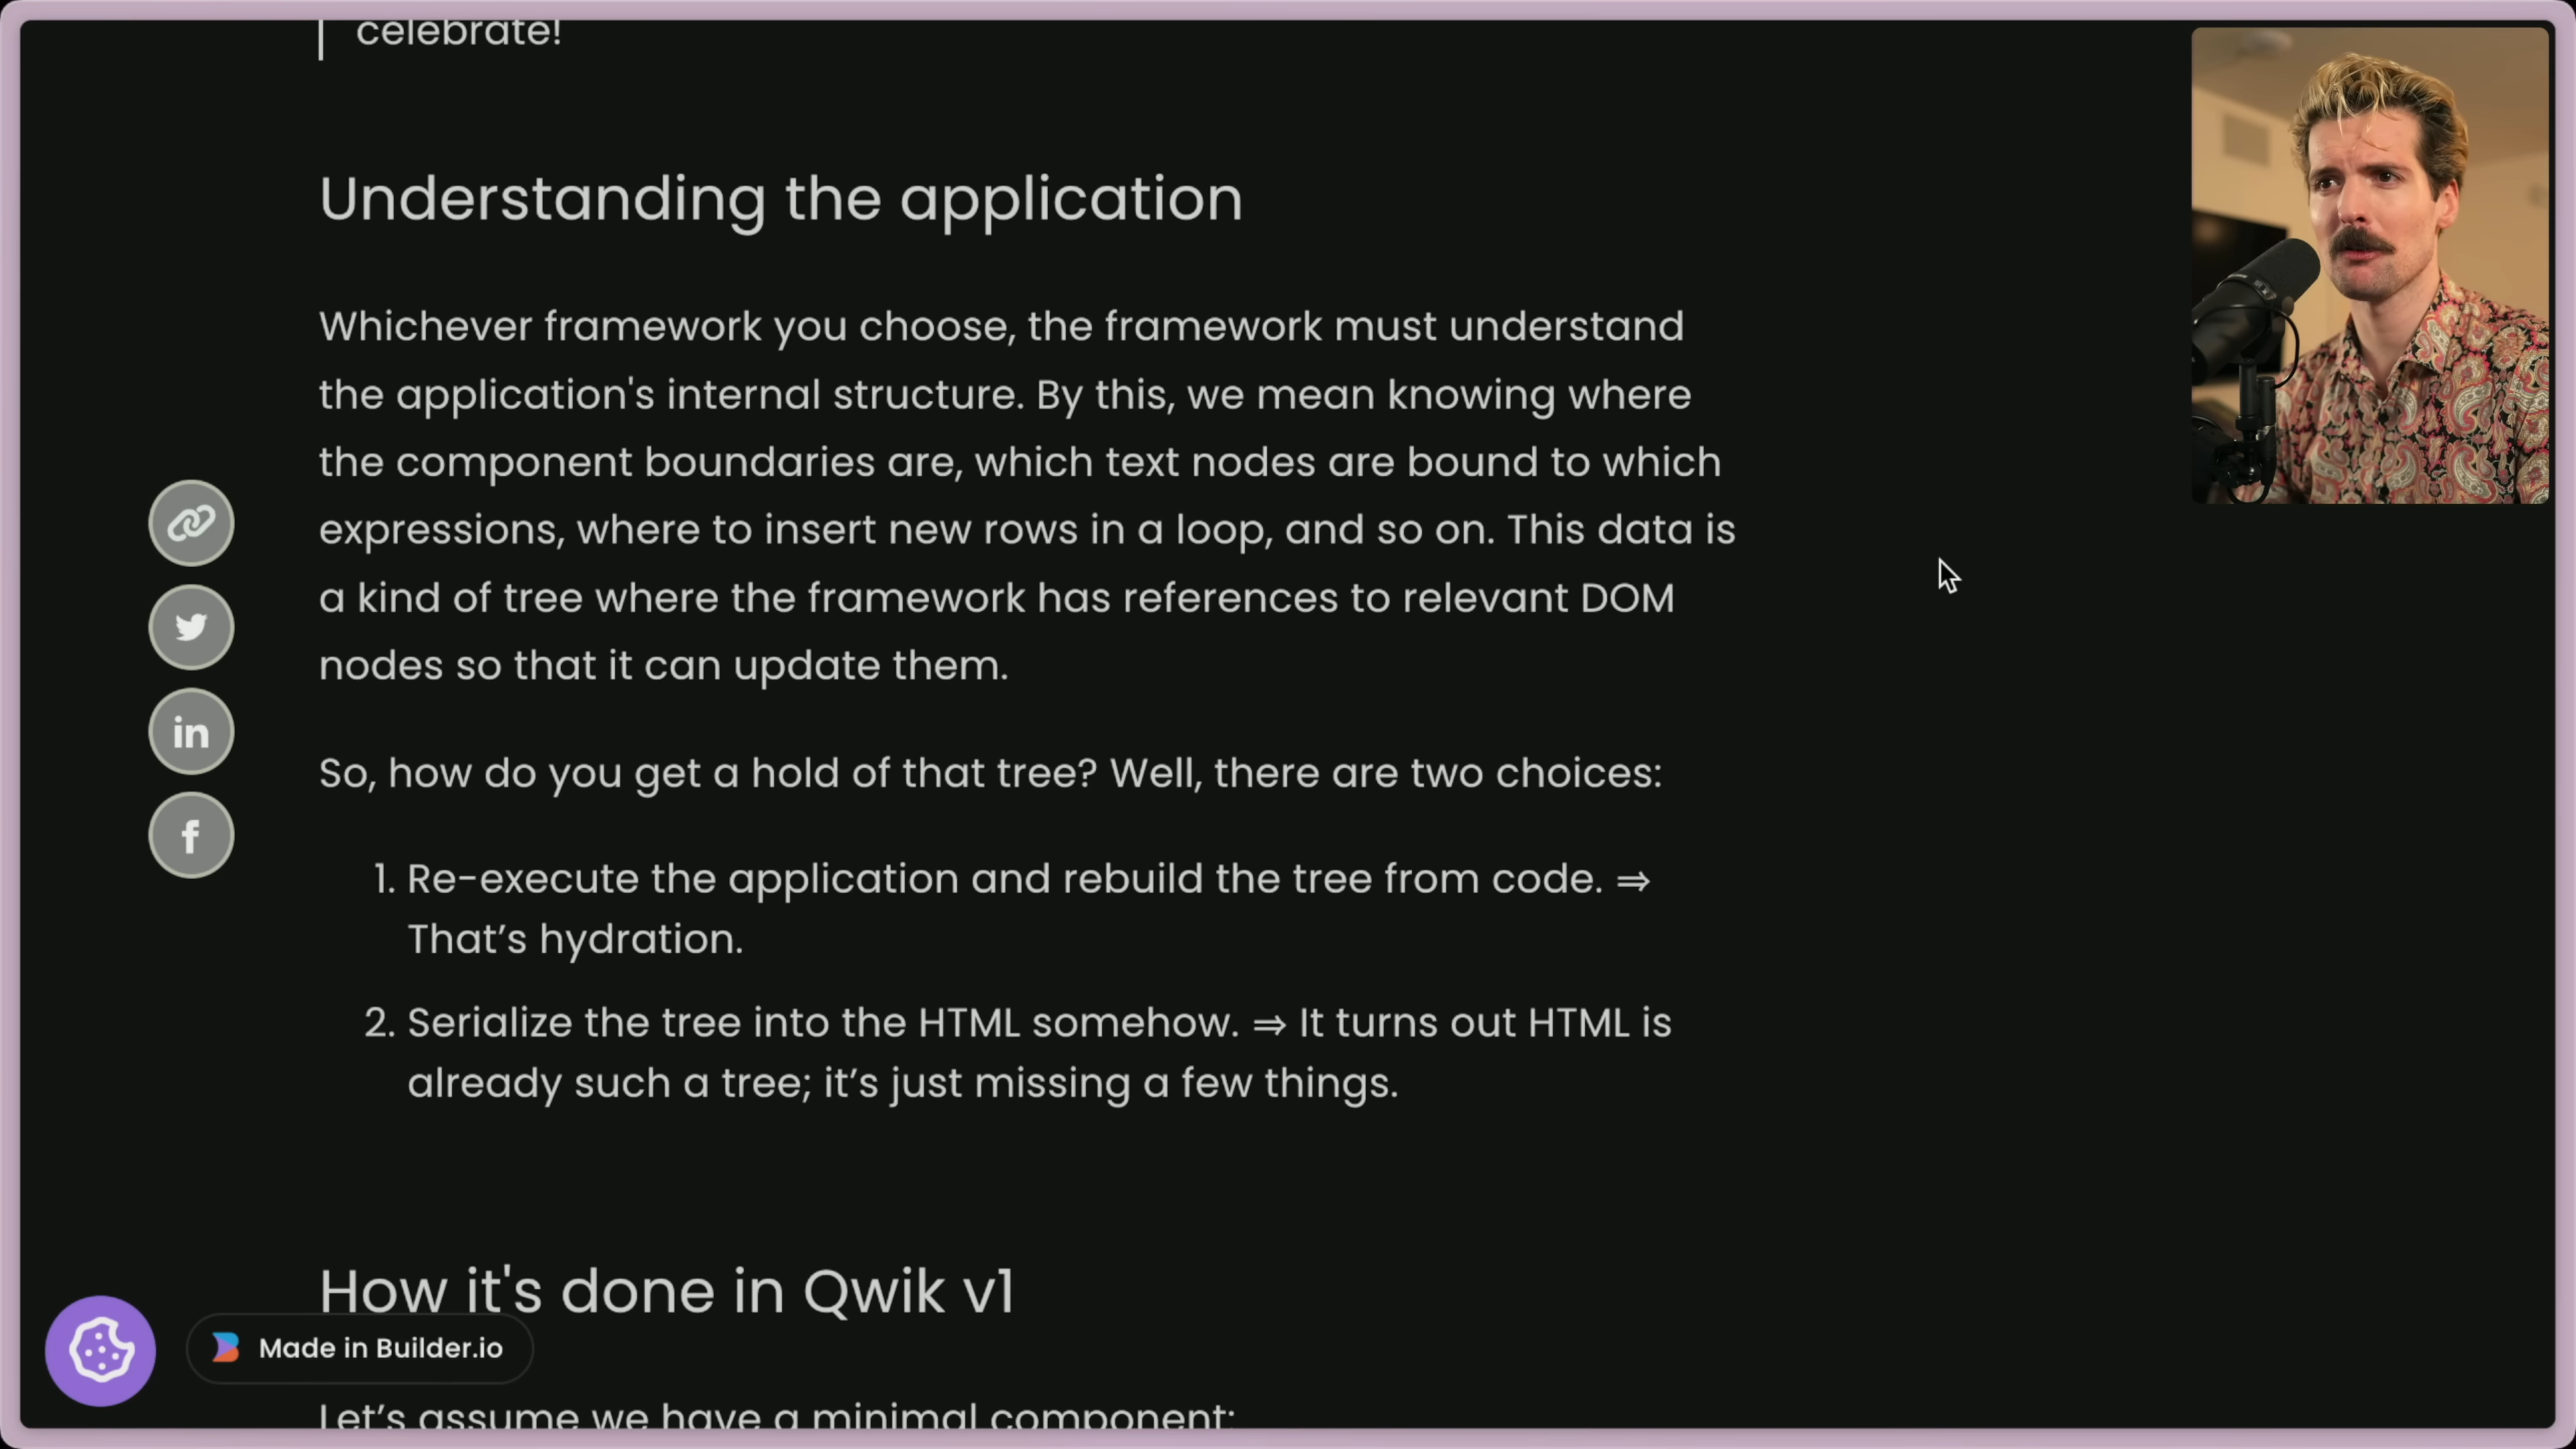 celebrate!
Understanding the application
Whichever framework you choose, the framework must understand
the application's internal structure. By this, we mean knowing where
the component boundaries are, which text nodes are bound to which
expressions, where to insert new rows in a loop, and so on. This data is
a kind of tree where the framework has references to relevant DOM
nodes so that it can update them.
So, how do you get a hold of that tree? Well, there are two choices:
1. Re-execute the application and rebuild the tree from code. ⇒
That’s hydration.
2. Serialize the tree into the HTML somehow. ⇒ It turns out HTML is
already such a tree; it’s just missing a few things.
How it's done in Qwik v1
Made in Builder.io
Let’s assume we have a minimal component: